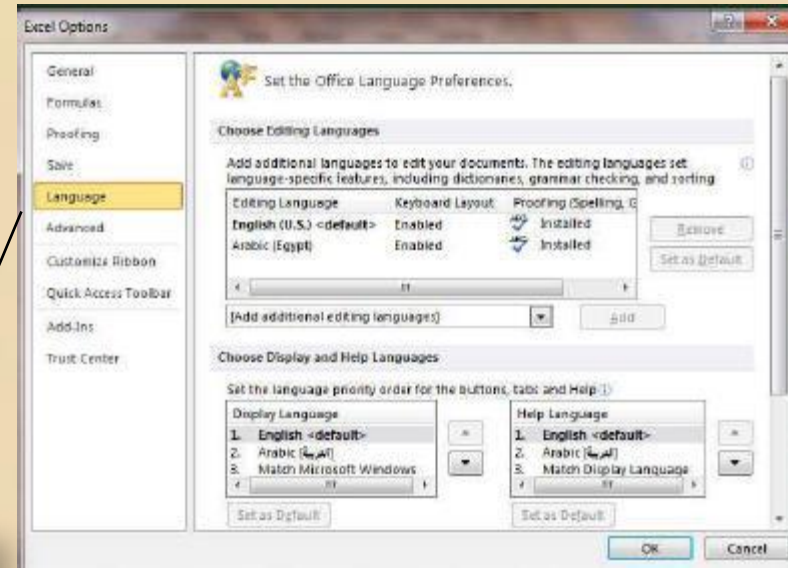 Excel Options
General
Formulas
Proofing
Save
Language
Advanced
Customize Ribbon
Quick Access Toolbar
Add-Ins
Trust Center
Set the Office Language Preferences.
Choose Editing Languages
Add additional languages to edit your documents. The editing languages set
language-specific features, including dictionaries, grammar checking, and sorting
Editing Language Keyboard Layout Proofing (Spelling, G
English (U.S.) <default> Enabled Installed
Arabic (Egypt) Enabled Installed
Remove
Set as Default
[Add additional editing languages]
Add
Choose Display and Help Languages
Set the language priority order for the buttons, tabs and Help
Display Language
1. English <default>
2. Arabic [العربية]
3. Match Microsoft Windows
Set as Default
Help Language
1. English <default>
2. Arabic [العربية]
3. Match Display Language
Set as Default
OK Cancel